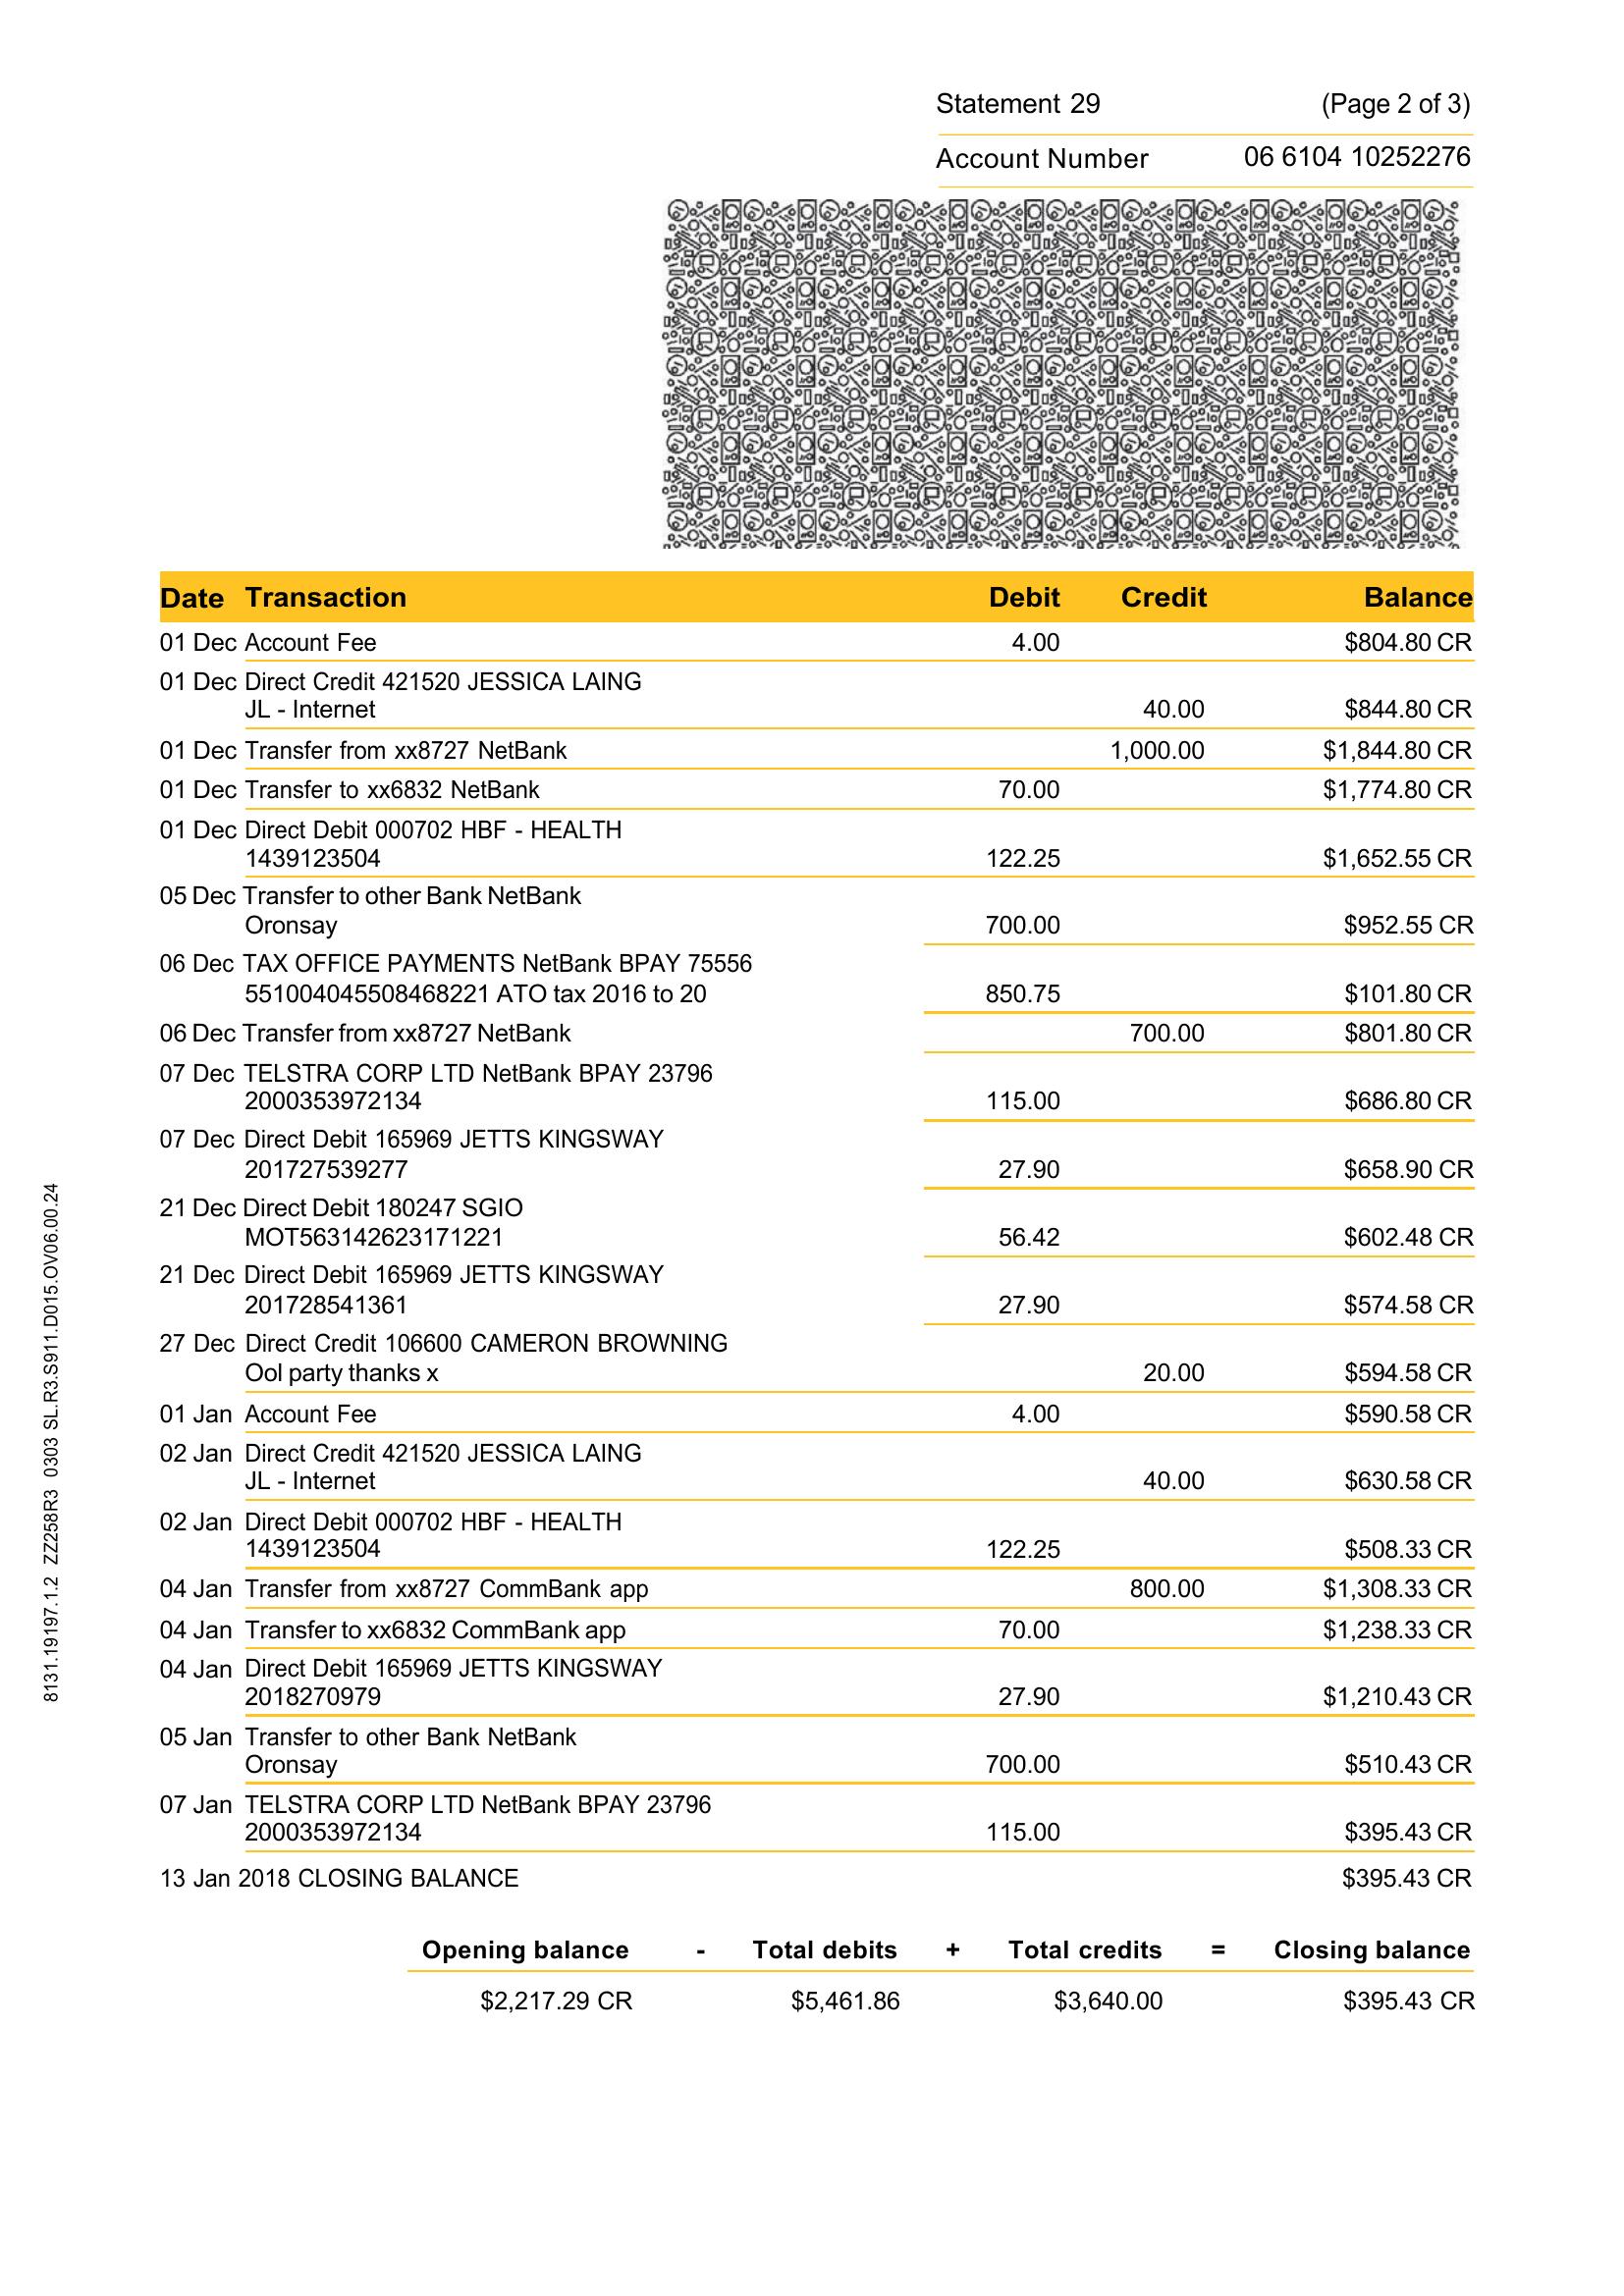 Statement 29 (Page 2 of 3)
Account Number 06 6104 10252276
Date Transaction Debit Credit Balance
01 Dec Account Fee 4.00 $804.80 CR
01 Dec Direct Credit 421520 JESSICA LAING
JL - Internet 40.00 $844.80 CR
01 Dec Transfer from xx8727 NetBank 1,000.00 $1,844.80 CR
01 Dec Transfer to xx6832 NetBank 70.00 $1,774.80 CR
01 Dec Direct Debit 000702 HBF - HEALTH
1439123504 122.25 $1,652.55 CR
05 Dec Transfer to other Bank NetBank
Oronsay 700.00 $952.55 CR
06 Dec TAX OFFICE PAYMENTS NetBank BPAY 75556
551004045508468221 ATO tax 2016 to 20 850.75 $101.80 CR
06 Dec Transfer from xx8727 NetBank 700.00 $801.80 CR
07 Dec TELSTRA CORP LTD NetBank BPAY 23796
2000353972134 115.00 $686.80 CR
07 Dec Direct Debit 165969 JETTS KINGSWAY
201727539277 27.90 $658.90 CR
21 Dec Direct Debit 180247 SGIO
MOT563142623171221 56.42 $602.48 CR
21 Dec Direct Debit 165969 JETTS KINGSWAY
201728541361 27.90 $574.58 CR
27 Dec Direct Credit 106600 CAMERON BROWNING
Ool party thanks x 20.00 $594.58 CR
01 Jan Account Fee 4.00 $590.58 CR
02 Jan Direct Credit 421520 JESSICA LAING
JL - Internet 40.00 $630.58 CR
02 Jan Direct Debit 000702 HBF - HEALTH
1439123504 122.25 $508.33 CR
04 Jan Transfer from xx8727 CommBank app 800.00 $1,308.33 CR
04 Jan Transfer to xx6832 CommBank app 70.00 $1,238.33 CR
04 Jan Direct Debit 165969 JETTS KINGSWAY
2018270979 27.90 $1,210.43 CR
05 Jan Transfer to other Bank NetBank
Oronsay 700.00 $510.43 CR
07 Jan TELSTRA CORP LTD NetBank BPAY 23796
2000353972134 115.00 $395.43 CR
13 Jan 2018 CLOSING BALANCE $395.43 CR
Opening balance - Total debits + Total credits = Closing balance
$2,217.29 CR $5,461.86 $3,640.00 $395.43 CR
8131.19197.1.2 ZZ258R3 0303 SL.R3.S911.D015.OV06.00.24